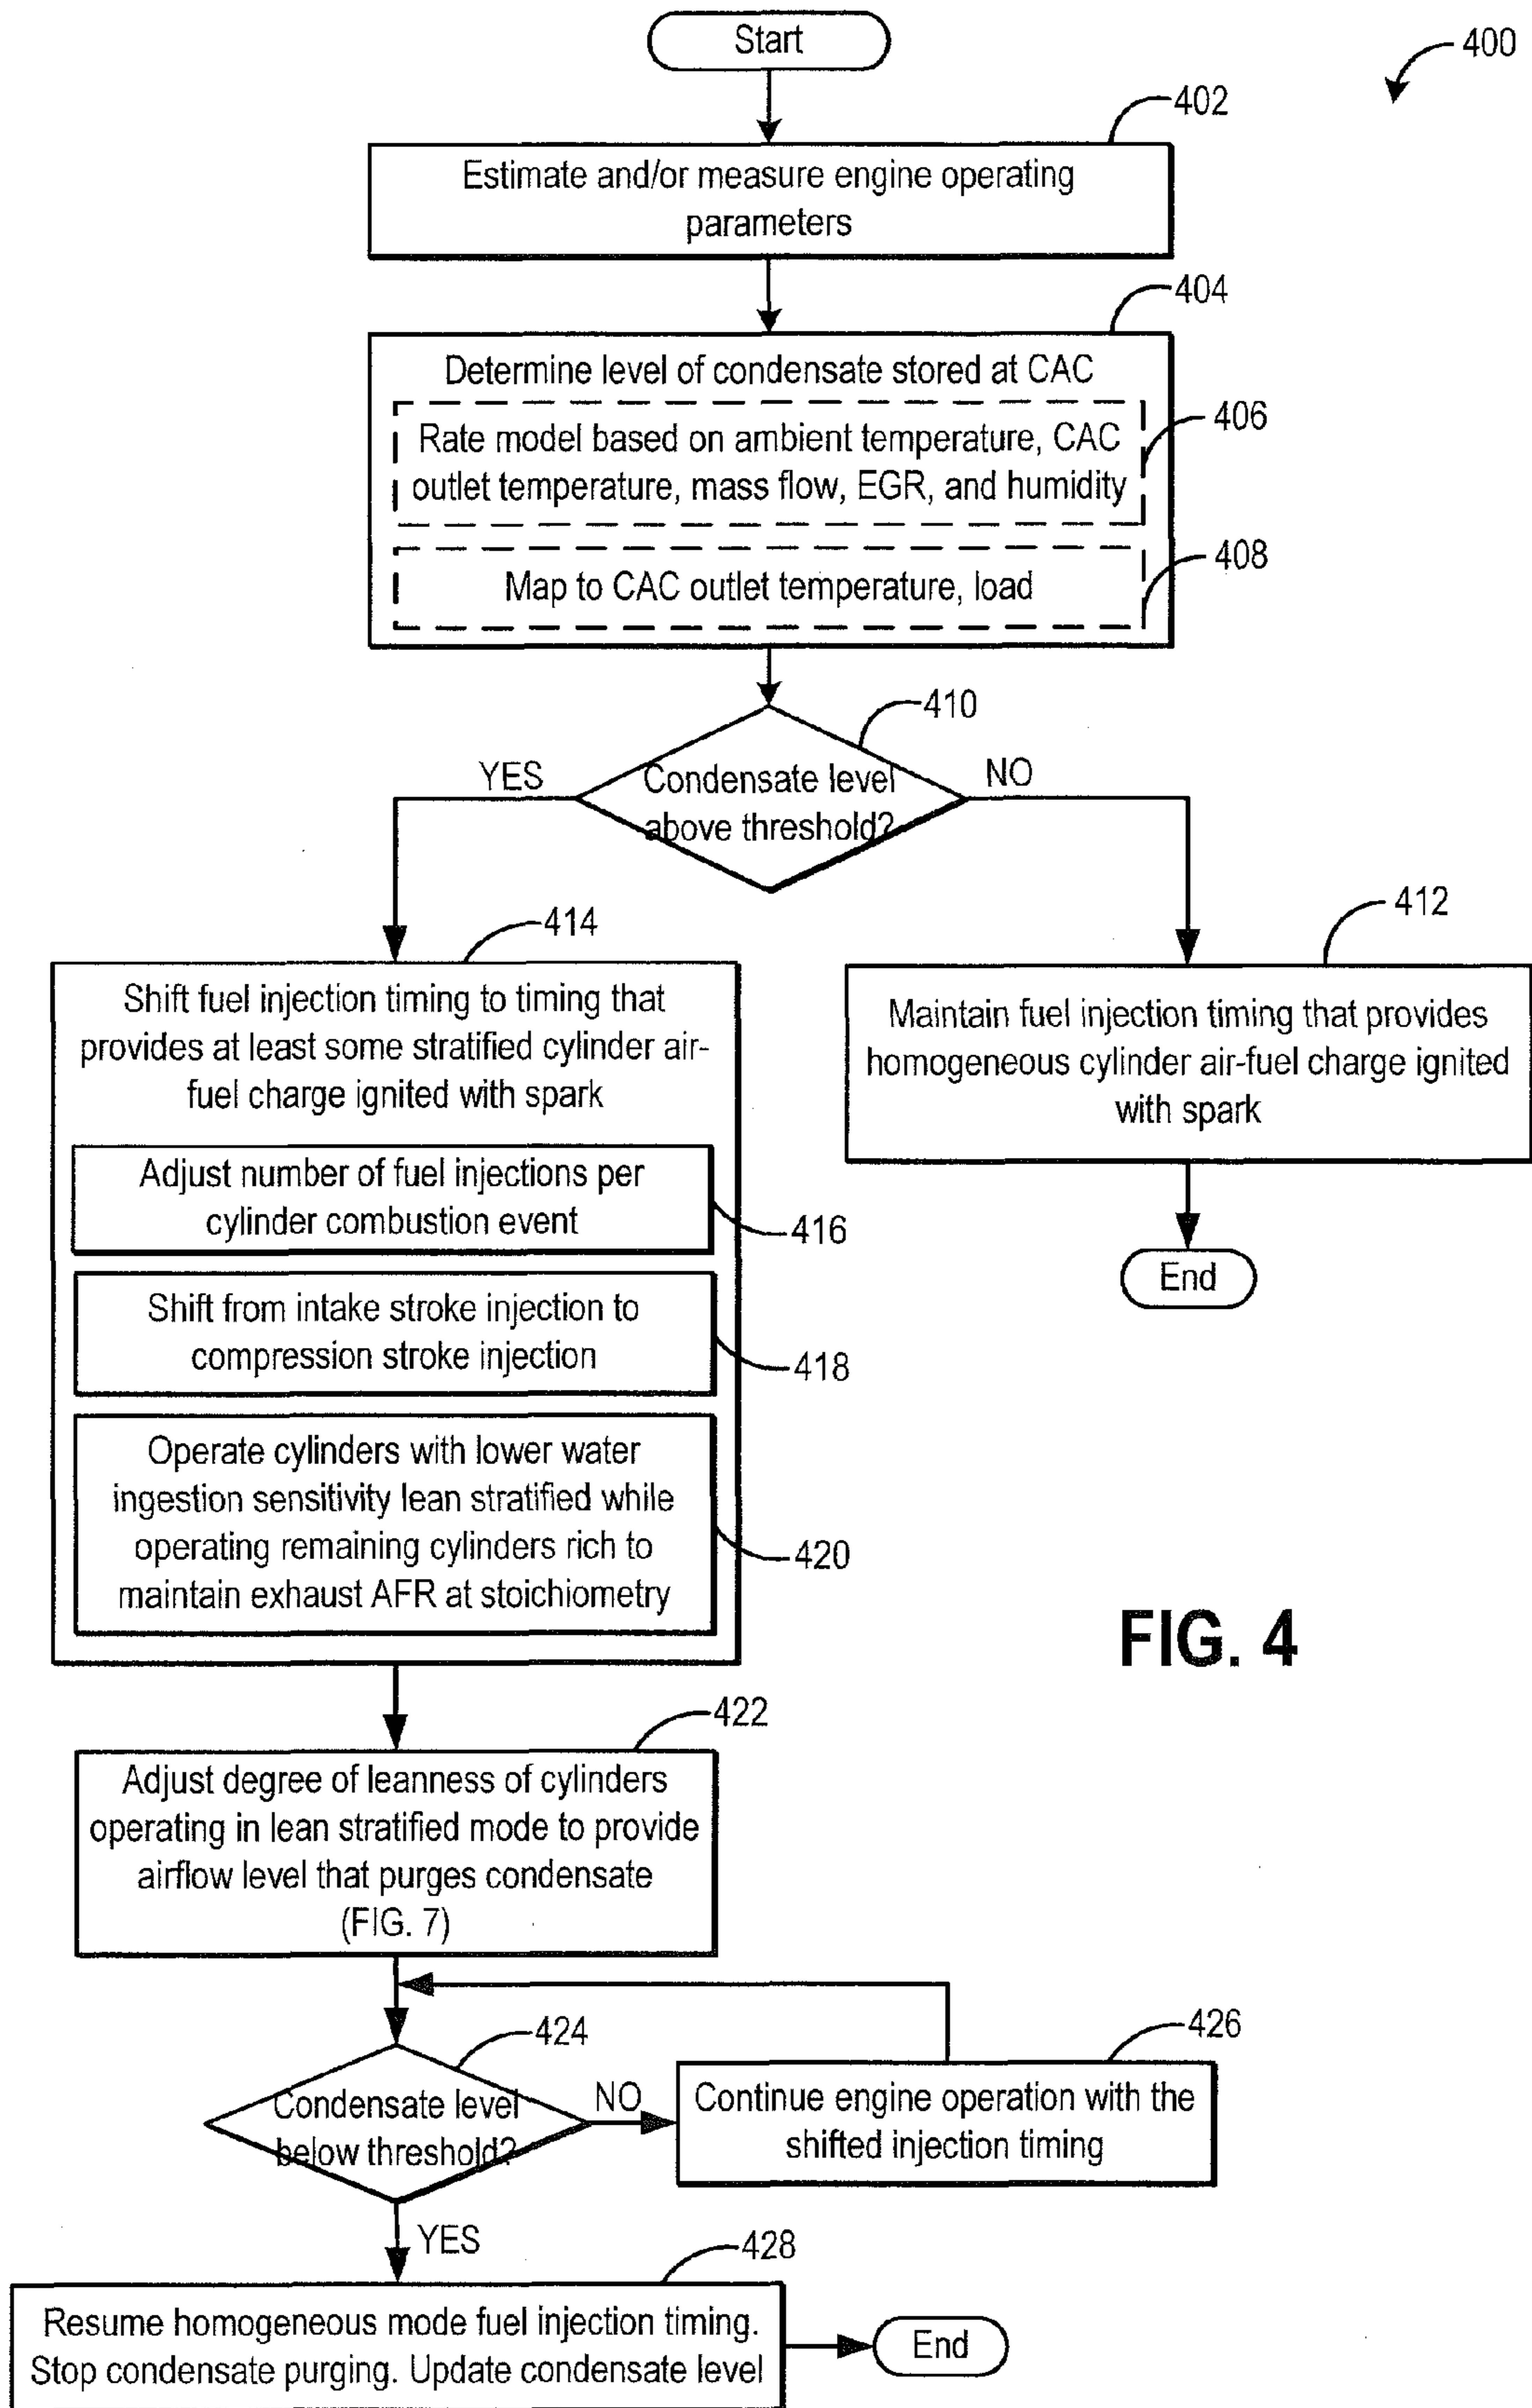 Start
400
402
Estimate and/or measure engine operating
parameters
404
Determine level of condensate stored at CAC
406
Rate model based on ambient temperature, CAC
outlet temperature, mass flow, EGR, and humidity
408
Map to CAC outlet temperature, load
410
YES
NO
Condensate level
above threshold?
414
412
Shift fuel injection timing to timing that
provides at least some stratified cylinder air-
fuel charge ignited with spark
Maintain fuel injection timing that provides
homogeneous cylinder air-fuel charge ignited
with spark
Adjust number of fuel injections per
cylinder combustion event
416
End
Shift from intake stroke injection to
compression stroke injection
418
Operate cylinders with lower water
ingestion sensitivity lean stratified while
operating remaining cylinders rich to
maintain exhaust AFR at stoichiometry
420
FIG. 4
422
Adjust degree of leanness of cylinders
operating in lean stratified mode to provide
airflow level that purges condensate
(FIG. 7)
424
426
Condensate level
below threshold?
NO
Continue engine operation with the
shifted injection timing
YES
428
Resume homogeneous mode fuel injection timing.
Stop condensate purging. Update condensate level
End